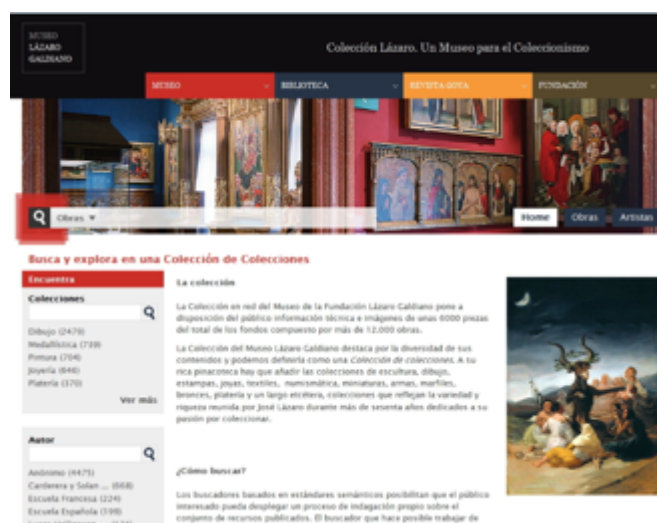 MUSEO
LÁZARO
GALDIANO
Colección Lázaro. Un Museo para el Coleccionismo
MUSEO
BIBLIOTECA
REVISTA GOYA
FUNDACIÓN
Obras ▼
Home
Obras
Artistas
Busca y explora en una Colección de Colecciones
Encuentra
Colecciones
Dibujo (2479)
Medallística (739)
Pintura (704)
Joyería (640)
Platería (370)
Ver más
Autor
Anónimo (4475)
Carderera y Solan ... (668)
Escuela Francesa (224)
Escuela Española (199)
La colección
La Colección en red del Museo de la Fundación Lázaro Galdiano pone a
disposición del público información técnica e imágenes de unas 6000 piezas
del total de los fondos compuesto por más de 12.000 obras.
La Colección del Museo Lázaro Galdiano destaca por la diversidad de sus
contenidos y podemos definirla como una Colección de colecciones. A su
rica pinacoteca hay que añadir las colecciones de escultura, dibujo,
estampas, joyas, textiles, numismática, miniaturas, armas, marfiles,
bronces, platería y un largo etcétera, colecciones que reflejan la variedad y
riqueza reunida por José Lázaro durante más de sesenta años dedicados a su
pasión por coleccionar.
¿Cómo buscar?
Los buscadores basados en estándares semánticos posibilitan que el público
interesado pueda desplegar un proceso de indagación propio sobre el
conjunto de recursos publicados. El buscador que hace posible trabajar de